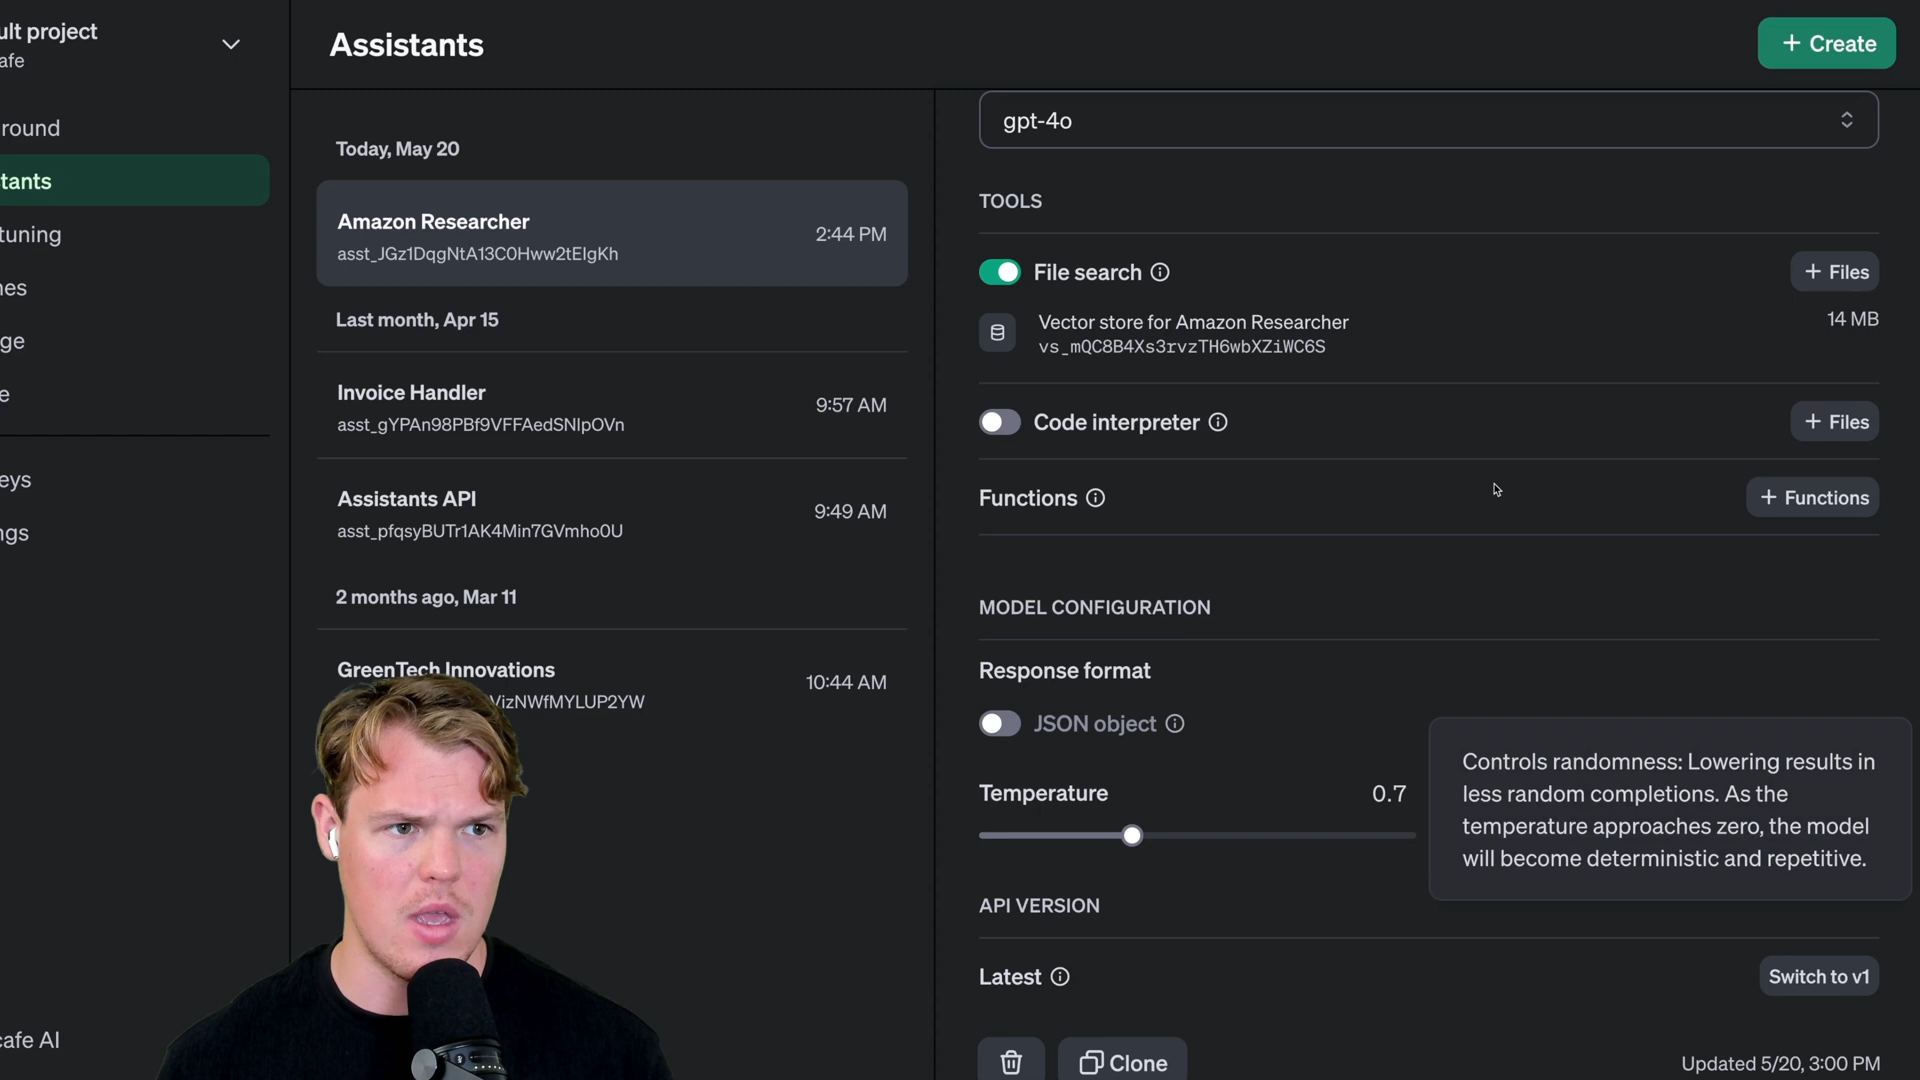 ult project
afe
Assistants
+ Create
round
tants
tuning
nes
ge
e
eys
ngs
cafe AI
Today, May 20
Amazon Researcher
asst_JGz1DqgNtA13C0Hww2tEIgKh
2:44 PM
Last month, Apr 15
Invoice Handler
asst_gYPAn98PBf9VFFAedSNlpOVn
9:57 AM
Assistants API
asst_pfqsyBUTr1AK4Min7GVmho0U
9:49 AM
2 months ago, Mar 11
GreenTech Innovations
VizNWfMYLUP2YW
10:44 AM
gpt-4o
TOOLS
File search
+ Files
Vector store for Amazon Researcher
14 MB
vs_mQC8B4Xs3rvzTH6wbXZiWC6S
Code interpreter
+ Files
Functions
+ Functions
MODEL CONFIGURATION
Response format
JSON object
Temperature
0.7
Controls randomness: Lowering results in
less random completions. As the
temperature approaches zero, the model
will become deterministic and repetitive.
API VERSION
Latest
Switch to v1
Clone
Updated 5/20, 3:00 PM